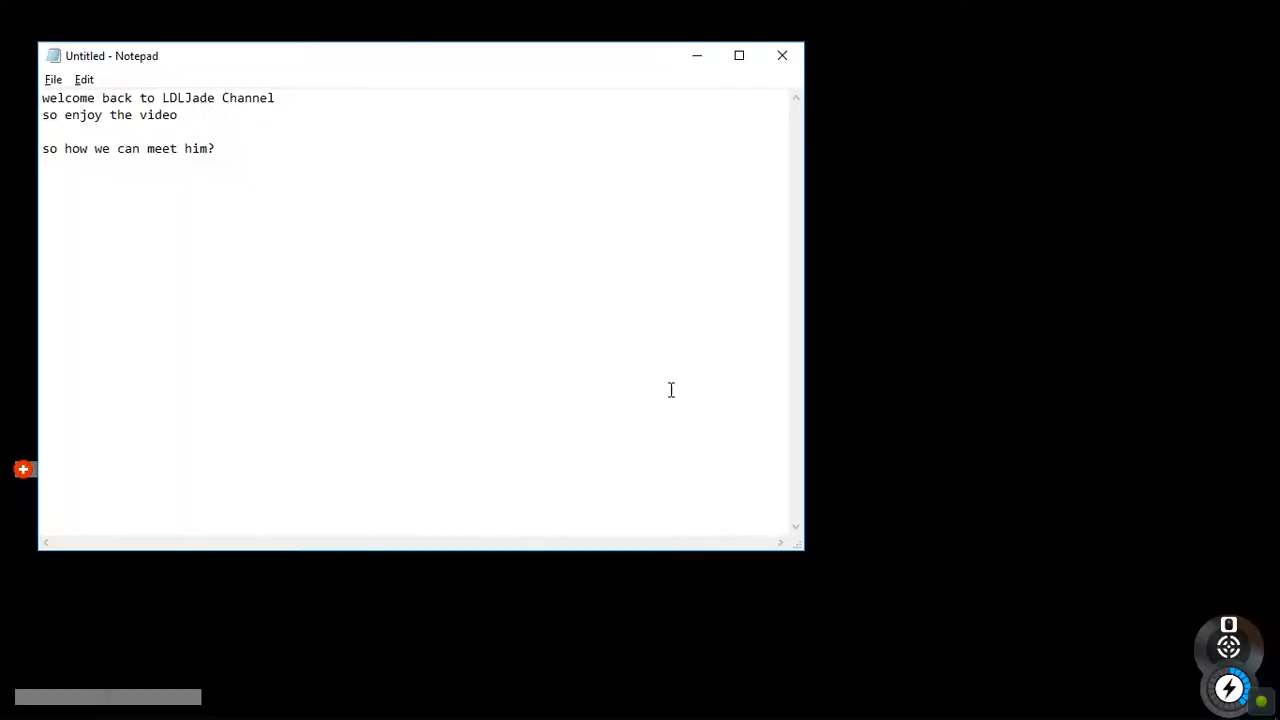 Untitled - Notepad
File Edit
welcome back to LDLJade Channel
so enjoy the video
so how we can meet him?